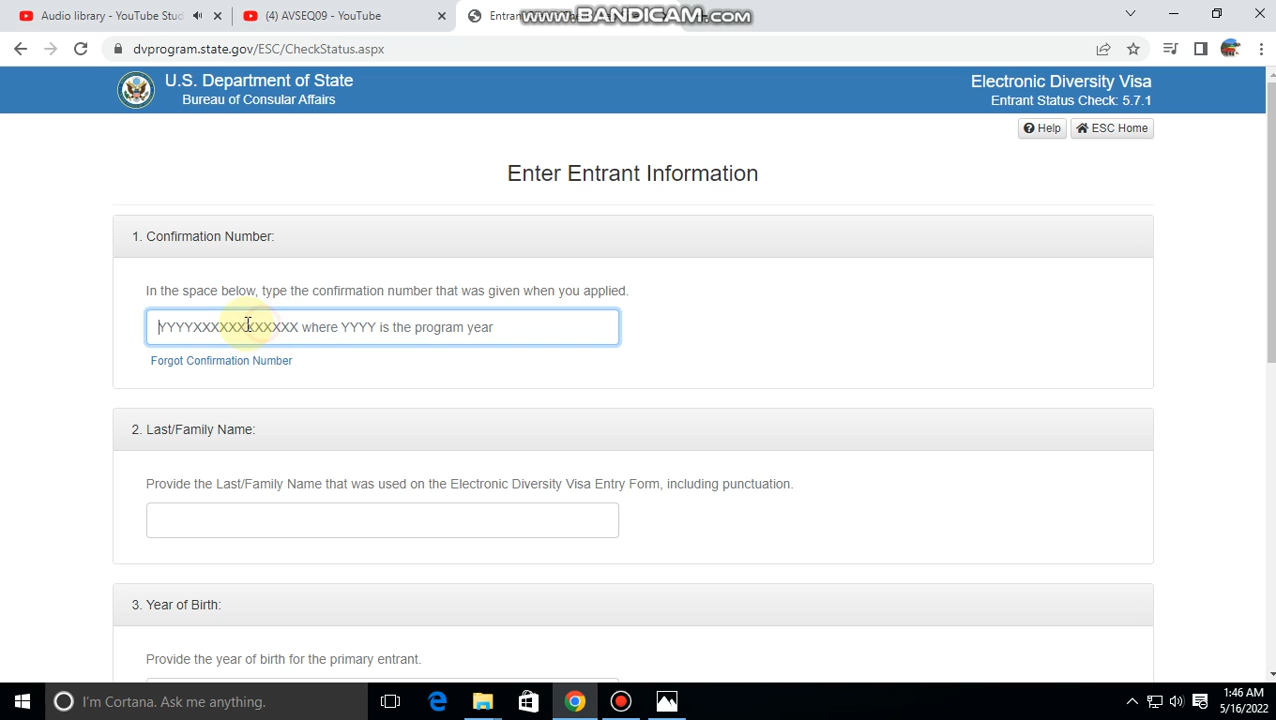 Audio library - YouTube Stud
(4) AVSEQ09 - YouTube
Entran
www.BANDICAM.com
dvprogram.state.gov/ESC/CheckStatus.aspx
U.S. Department of State
Bureau of Consular Affairs
Electronic Diversity Visa
Entrant Status Check: 5.7.1
Help
ESC Home
Enter Entrant Information
1. Confirmation Number:
In the space below, type the confirmation number that was given when you applied.
YYYYXXXXXXXXXXXX where YYYY is the program year
Forgot Confirmation Number
2. Last/Family Name:
Provide the Last/Family Name that was used on the Electronic Diversity Visa Entry Form, including punctuation.
3. Year of Birth:
Provide the year of birth for the primary entrant.
I'm Cortana. Ask me anything.
1:46 AM
5/16/2022